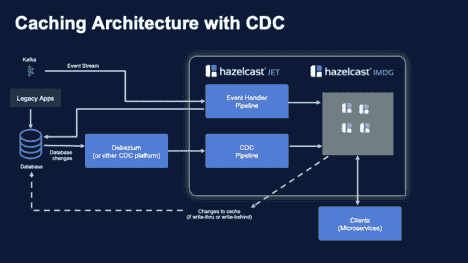 Caching Architecture with CDC
Kafka
Event Stream
hazelcast JET
hazelcast IMDG
Legacy Apps
Event Handler
Pipeline
Database
Database
changes
Debezium
(or other CDC platform)
CDC
Pipeline
Changes to cache
(if write-thru or write-behind)
Clients
(Microservices)